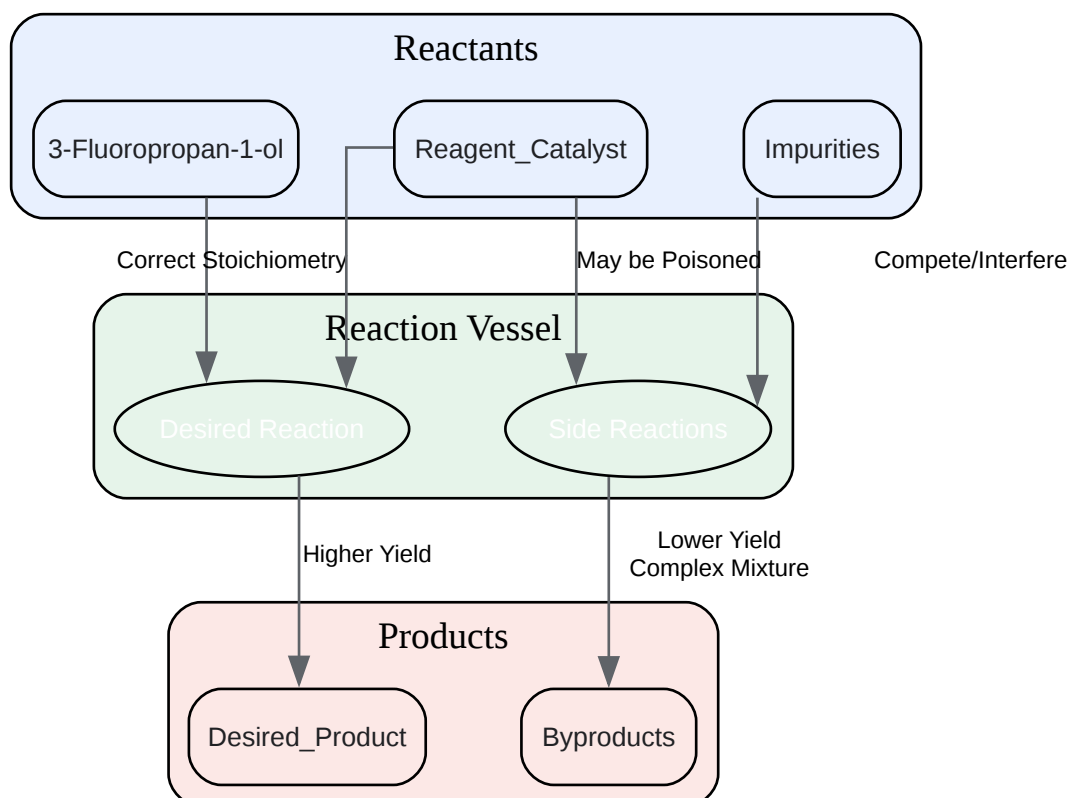 Reactants
3-Fluoropropan-1-ol
Reagent_Catalyst
Impurities
Correct Stoichiometry
May be Poisoned
Compete/Interfere
Reaction Vessel
Desired Reaction
Side Reactions
Higher Yield
Lower Yield
Complex Mixture
Products
Desired_Product
Byproducts